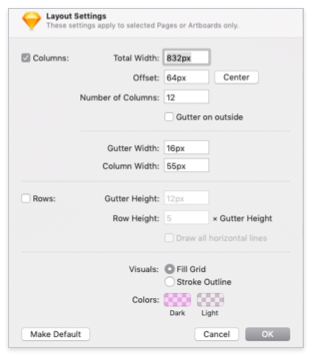 Layout Settings
These settings apply to selected Pages or Artboards only.
Columns: Total Width: 832px
Offset: 64px Center
Number of Columns: 12
Gutter on outside
Gutter Width: 16px
Column Width: 55px
Rows: Gutter Height: 12px
Row Height: 5 × Gutter Height
Draw all horizontal lines
Visuals: Fill Grid
Stroke Outline
Colors:
Dark Light
Make Default Cancel OK